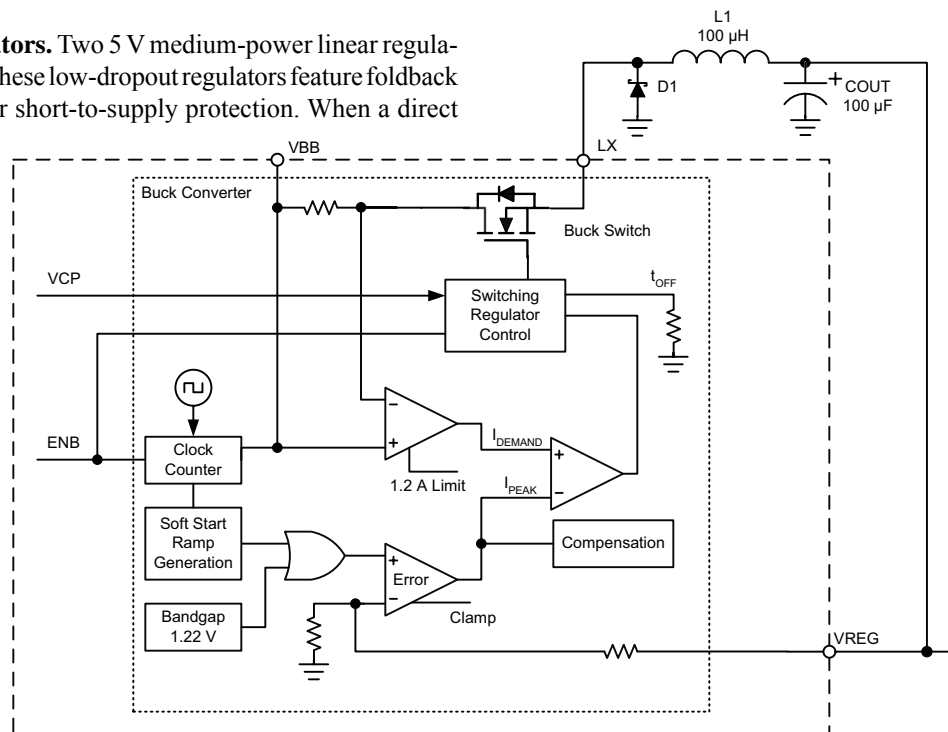 ators. Two 5 V medium-power linear regula-
hese low-dropout regulators feature foldback
r short-to-supply protection. When a direct
L1
100 µH
D1
+
COUT
100 µF
VBB
LX
Buck Converter
Buck Switch
VCP
Switching
Regulator
Control
tOFF
ENB
Clock
Counter
−
+
1.2 A Limit
IDEMAND
IPEAK
+
−
Soft Start
Ramp
Generation
Compensation
+
Error
−
Clamp
Bandgap
1.22 V
VREG